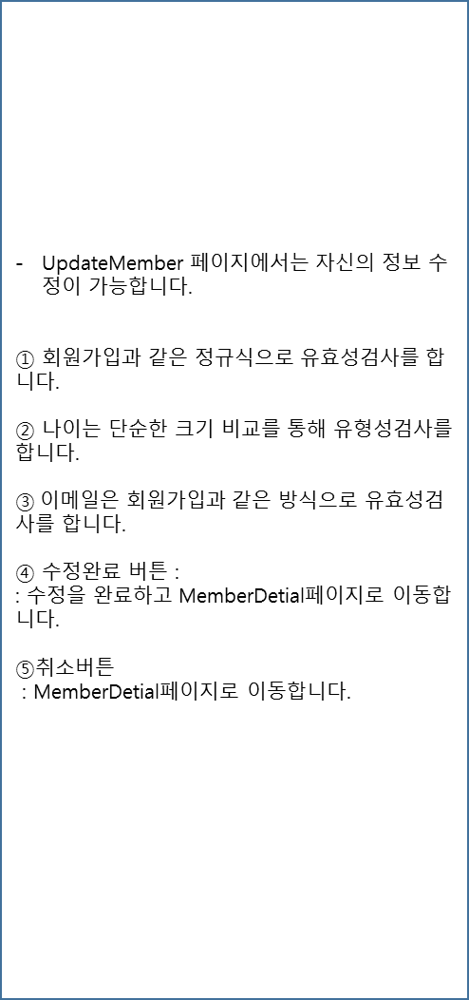 - UpdateMember 페이지에서는 자신의 정보 수
정이 가능합니다.
① 회원가입과 같은 정규식으로 유효성검사를 합
니다.
② 나이는 단순한 크기 비교를 통해 유형성검사를
합니다.
③ 이메일은 회원가입과 같은 방식으로 유효성검
사를 합니다.
④ 수정완료 버튼 :
: 수정을 완료하고 MemberDetial페이지로 이동합
니다.
⑤취소버튼
: MemberDetial페이지로 이동합니다.